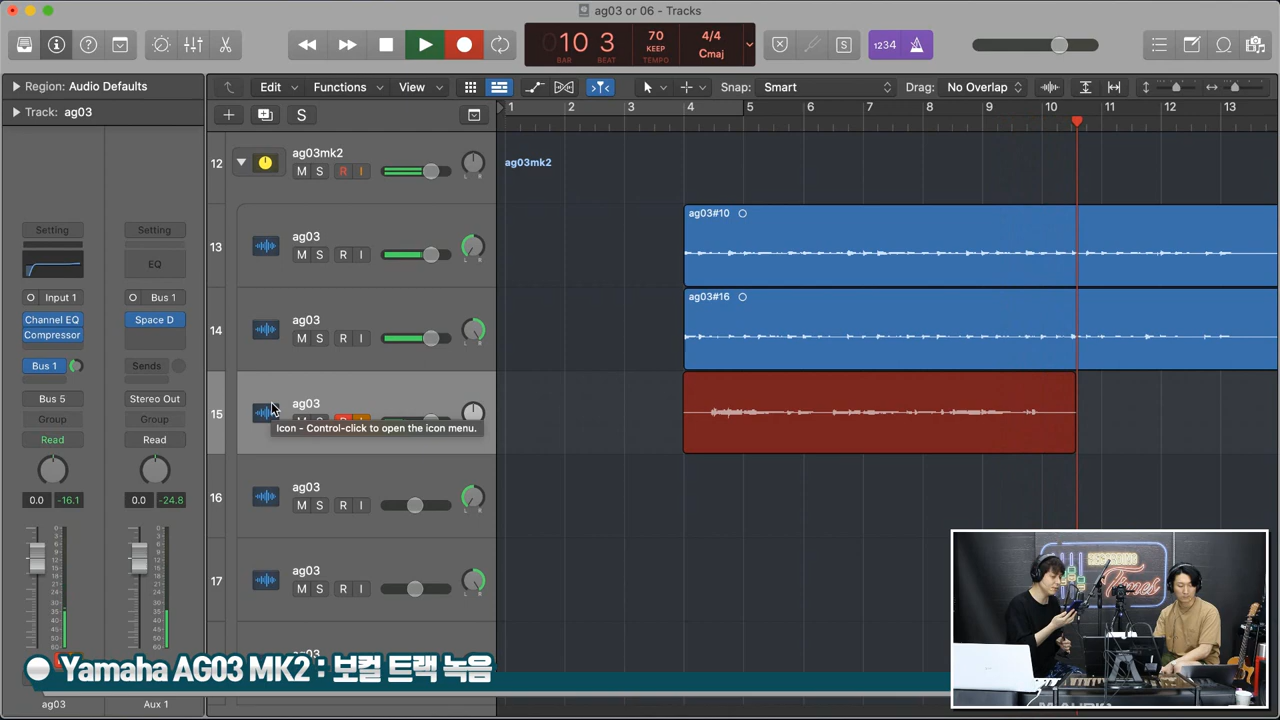 ag03 or 06 - Tracks
10 3
BAR BEAT
70
KEEP
TEMPO
4/4
Cmaj
S
1234
Region: Audio Defaults
Track: ag03
Edit
Functions
View
Snap: Smart
Drag: No Overlap
S
1 2 3 4 5 6 7 8 9 10 11 12 13
12
ag03mk2
M S R I
L R
ag03mk2
13
ag03
M S R I
L R
ag03#10
14
ag03
M S R I
L R
ag03#16
15
ag03
Icon - Control-click to open the icon menu.
16
ag03
M S R I
L R
17
ag03
M S R I
L R
Setting
Setting
EQ
Input 1
Bus 1
Channel EQ
Compressor
Space D
Bus 1
Sends
Bus 5
Stereo Out
Group
Group
Read
Read
0.0 -16.1
0.0 -24.8
RECORDING
Times
Yamaha AG03 MK2 : 보컬 트랙 녹음
ag03
Aux 1